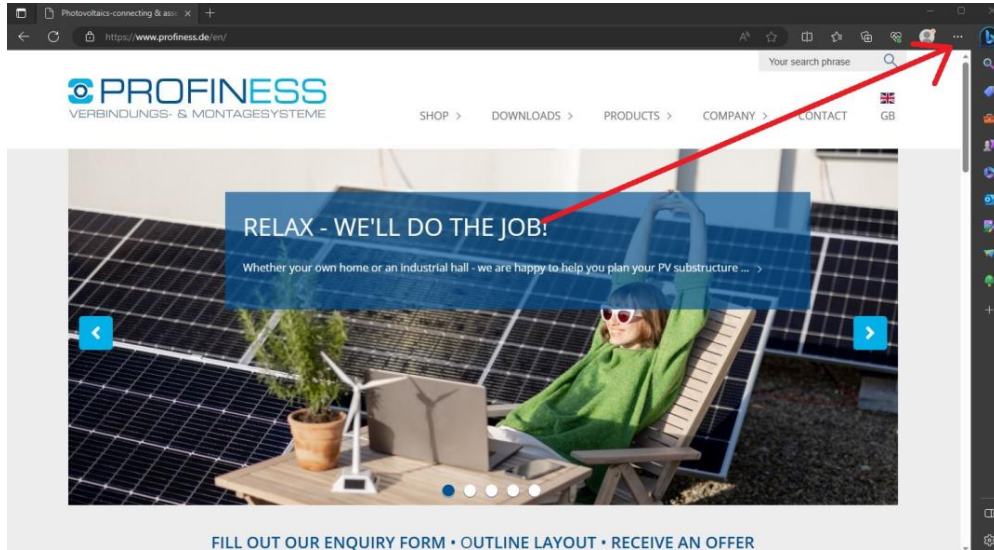 Photovoltaics-connecting & ass
https://www.profiness.de/en/
Your search phrase
PROFINESS
VERBINDUNGS- & MONTAGESYSTEME
SHOP >
DOWNLOADS >
PRODUCTS >
COMPANY >
CONTACT
GB
RELAX - WE'LL DO THE JOB!
Whether your own home or an industrial hall - we are happy to help you plan your PV substructure ... >
FILL OUT OUR ENQUIRY FORM • OUTLINE LAYOUT • RECEIVE AN OFFER